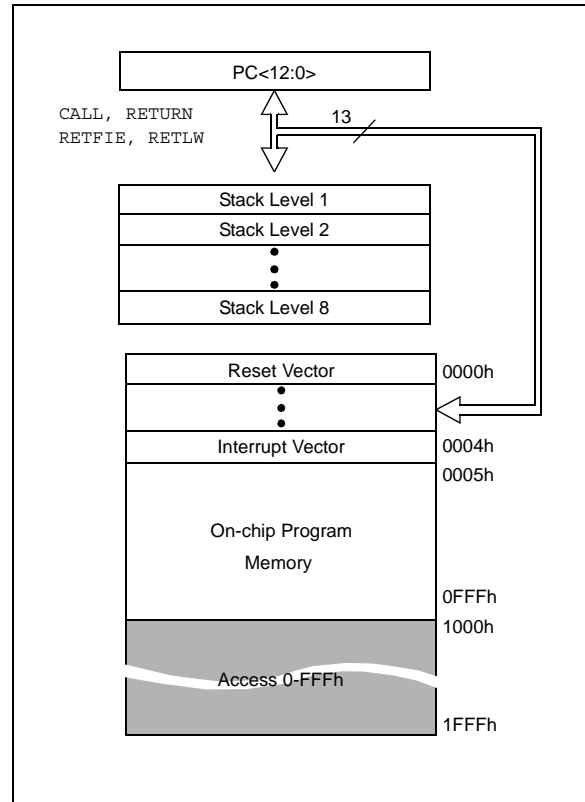 PC<12:0>
CALL, RETURN
RETFIE, RETLW
13
Stack Level 1
Stack Level 2
Stack Level 8
Reset Vector
0000h
Interrupt Vector
0004h
0005h
On-chip Program
Memory
0FFFh
1000h
Access 0-FFFh
1FFFh